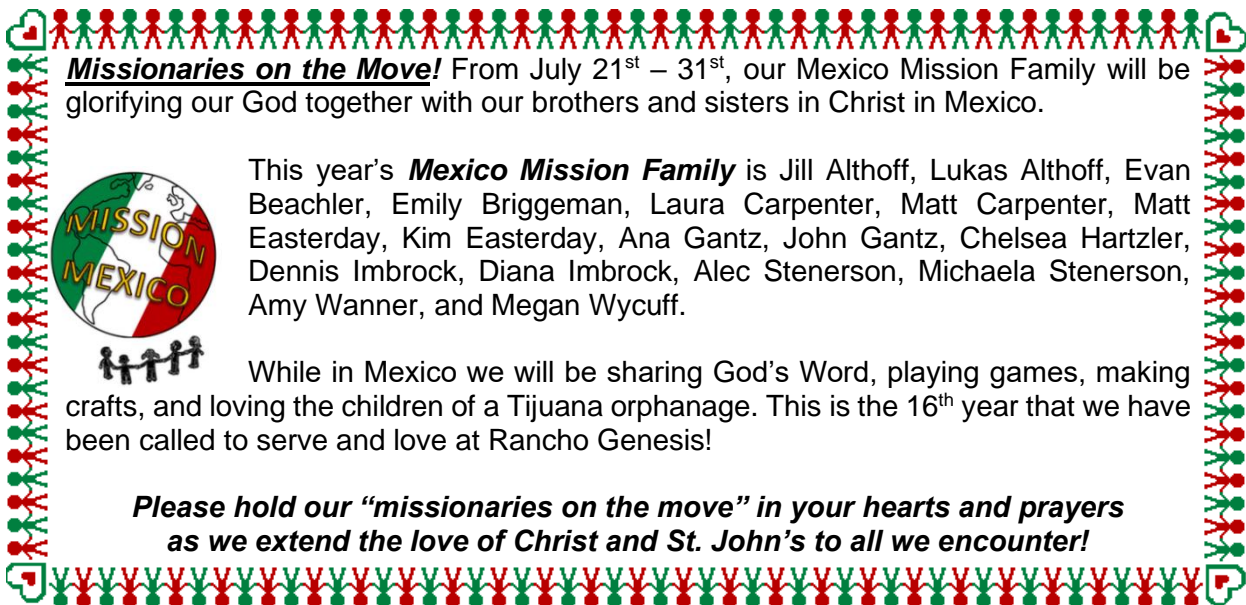 Missionaries on the Move! From July 21st – 31st, our Mexico Mission Family will be
glorifying our God together with our brothers and sisters in Christ in Mexico.
This year’s Mexico Mission Family is Jill Althoff, Lukas Althoff, Evan
Beachler, Emily Briggeman, Laura Carpenter, Matt Carpenter, Matt
Easterday, Kim Easterday, Ana Gantz, John Gantz, Chelsea Hartzler,
Dennis Imbrock, Diana Imbrock, Alec Stenerson, Michaela Stenerson,
Amy Wanner, and Megan Wycuff.
MISSION
MEXICO
While in Mexico we will be sharing God’s Word, playing games, making
crafts, and loving the children of a Tijuana orphanage. This is the 16th year that we have
been called to serve and love at Rancho Genesis!
Please hold our “missionaries on the move” in your hearts and prayers
as we extend the love of Christ and St. John’s to all we encounter!